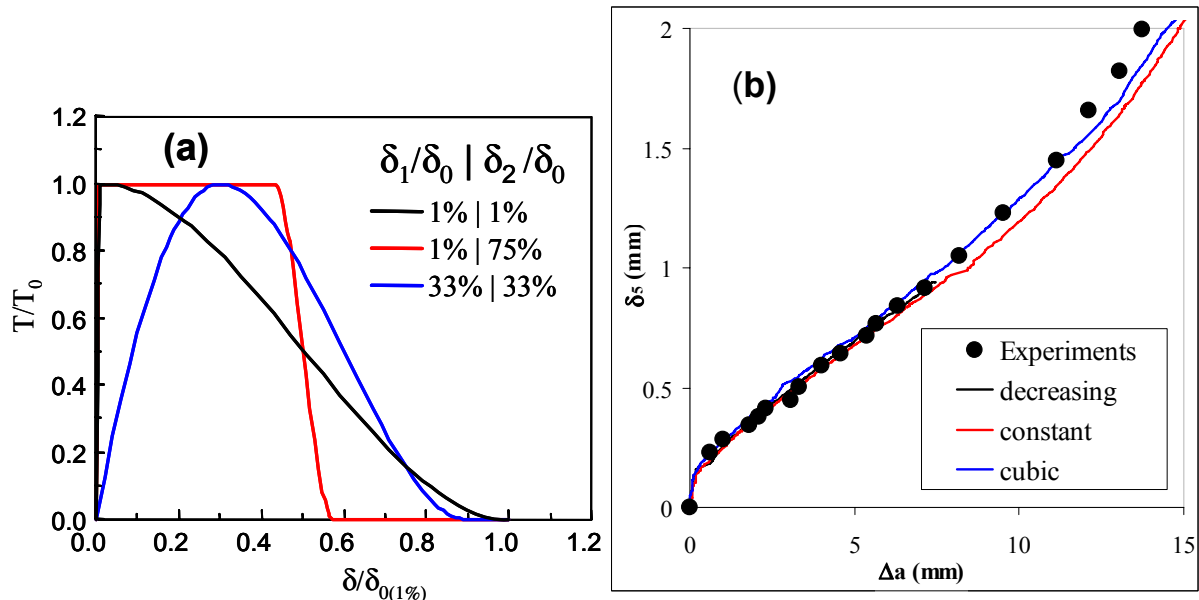 (a)
δ₁/δ₀ | δ₂/δ₀
1% | 1%
1% | 75%
33% | 33%
1.2
1.0
0.8
0.6
0.4
0.2
0.0
T/T₀
0.0 0.2 0.4 0.6 0.8 1.0 1.2
δ/δ₀₍₁%₎
(b)
2
1.5
1
0.5
0
δ₅ (mm)
Experiments
decreasing
constant
cubic
0 5 10 15
Δa (mm)